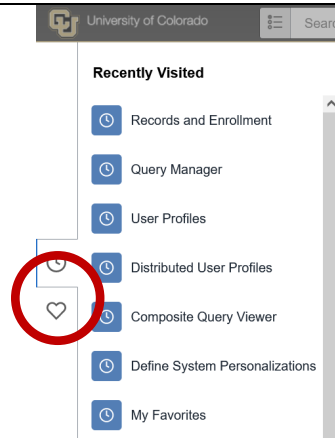 University of Colorado
Sear
Recently Visited
Records and Enrollment
Query Manager
User Profiles
Distributed User Profiles
Composite Query Viewer
Define System Personalizations
My Favorites